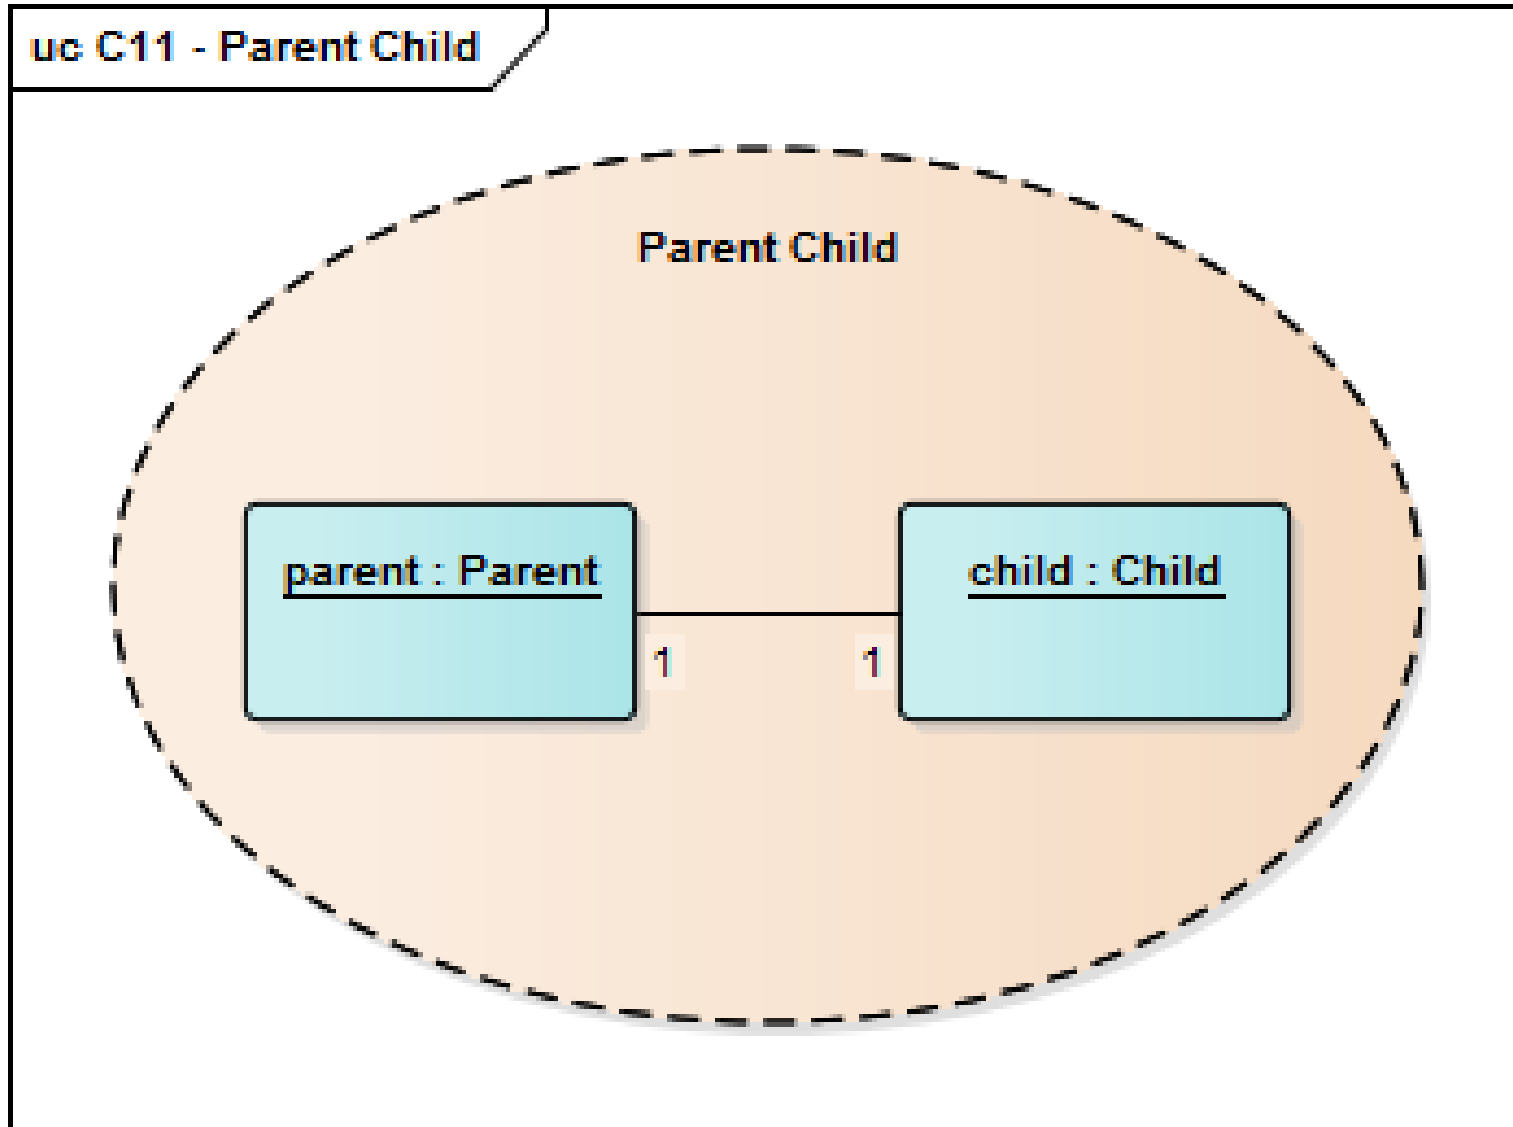 uc C11 - Parent Child
Parent Child
parent : Parent
child : Child
1
1